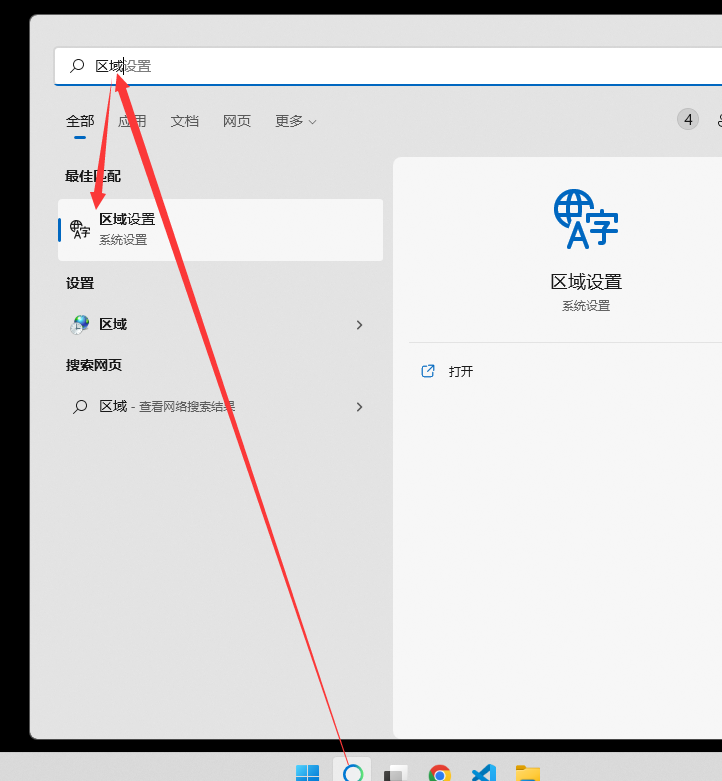 区域设置
全部 应用 文档 网页 更多 4
最佳匹配
区域设置
系统设置
设置
区域
搜索网页
区域 - 查看网络搜索结果
区域设置
系统设置
打开